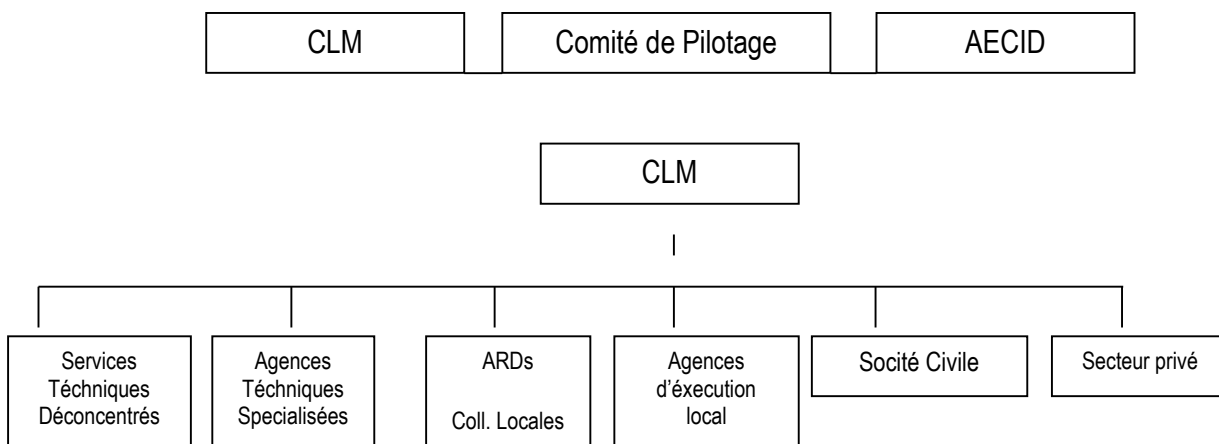 CLM
Comité de Pilotage
AECID
CLM
Services
Téchniques
Déconcentrés
Agences
Téchniques
Specialisées
ARDs
Coll. Locales
Agences
d'éxecution
local
Socité Civile
Secteur privé